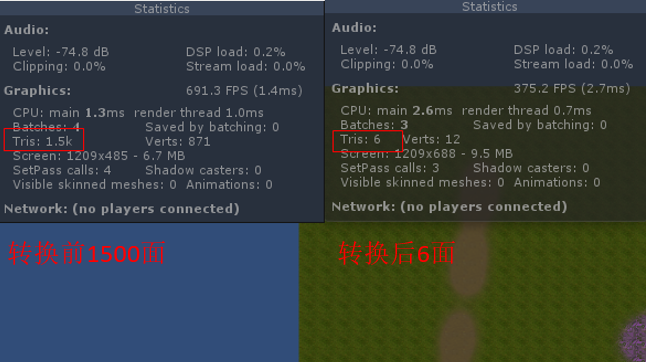 Statistics
Audio:
Level: -74.8 dB DSP load: 0.2%
Clipping: 0.0% Stream load: 0.0%
Graphics: 691.3 FPS (1.4ms)
CPU: main 1.3ms render thread 1.0ms
Batches: 4 Saved by batching: 0
Tris: 1.5k Verts: 871
Screen: 1209x485 - 6.7 MB
SetPass calls: 4 Shadow casters: 0
Visible skinned meshes: 0 Animations: 0
Network: (no players connected)
转换前1500面
Statistics
Audio:
Level: -74.8 dB DSP load: 0.2%
Clipping: 0.0% Stream load: 0.0%
Graphics: 375.2 FPS (2.7ms)
CPU: main 2.6ms render thread 0.7ms
Batches: 3 Saved by batching: 0
Tris: 6 Verts: 12
Screen: 1209x688 - 9.5 MB
SetPass calls: 3 Shadow casters: 0
Visible skinned meshes: 0 Animations: 0
Network: (no players connected)
转换后6面